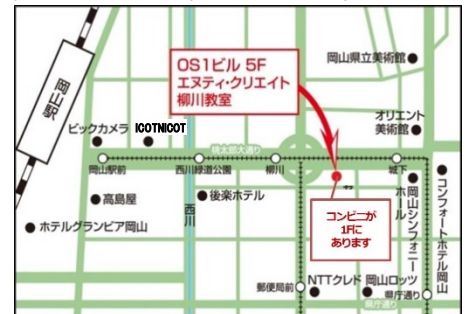 OS1ビル 5F
エヌティ・クリエイト
柳川教室
岡山県立美術館
岡山駅
ビックカメラ
ICOTNICOT
オリエント
美術館
桃太郎大通り
岡山駅前
西川緑道公園
柳川
城下
高島屋
西川
後楽ホテル
コンビニが
1Fに
あります
岡山シンフォニー
ホール
コンフォートホテル岡山
ホテルグランビア岡山
郵便局前
NTTクレド
岡山ロッツ
県庁通り
県庁通り